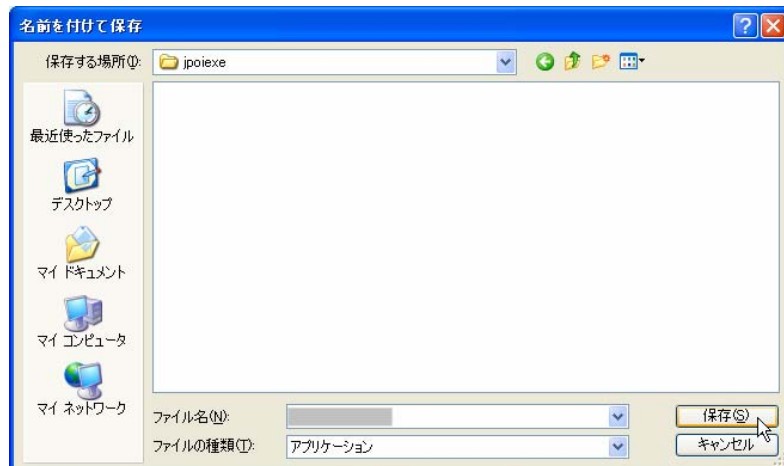 名前を付けて保存
保存する場所(I):
jpoiexe
最近使ったファイル
デスクトップ
マイ ドキュメント
マイ コンピュータ
マイ ネットワーク
ファイル名(N):
保存(S)
ファイルの種類(T):
アプリケーション
キャンセル